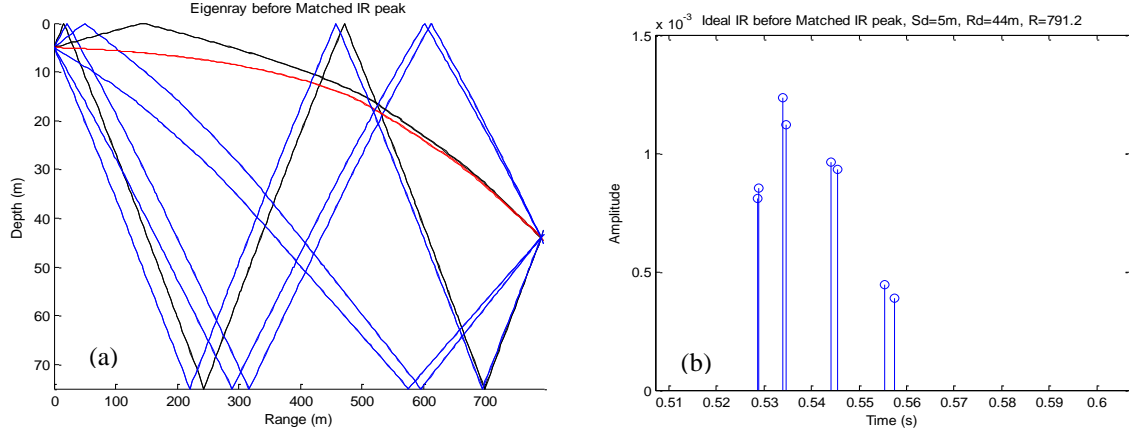 Eigenray before Matched IR peak
0
10
20
30
40
50
60
70
Depth (m)
(a)
0 100 200 300 400 500 600 700
Range (m)
x 10⁻³ Ideal IR before Matched IR peak, Sd=5m, Rd=44m, R=791.2
1.5
1
0.5
0
Amplitude
(b)
0.51 0.52 0.53 0.54 0.55 0.56 0.57 0.58 0.59 0.6
Time (s)